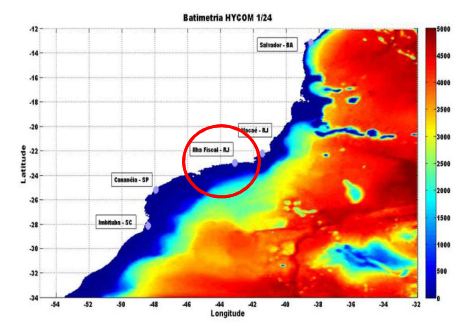 Batimetria HYCOM 1/24
-12
-14
-16
-18
-20
-22
-24
-26
-28
-30
-32
-34
Latitude
-54 -52 -50 -48 -46 -44 -42 -40 -38 -36 -34 -32
Longitude
Salvador - BA
Macaé - RJ
Ilha Fiscal - RJ
Cananéia - SP
Imbituba - SC
5000
4500
4000
3500
3000
2500
2000
1500
1000
500
0